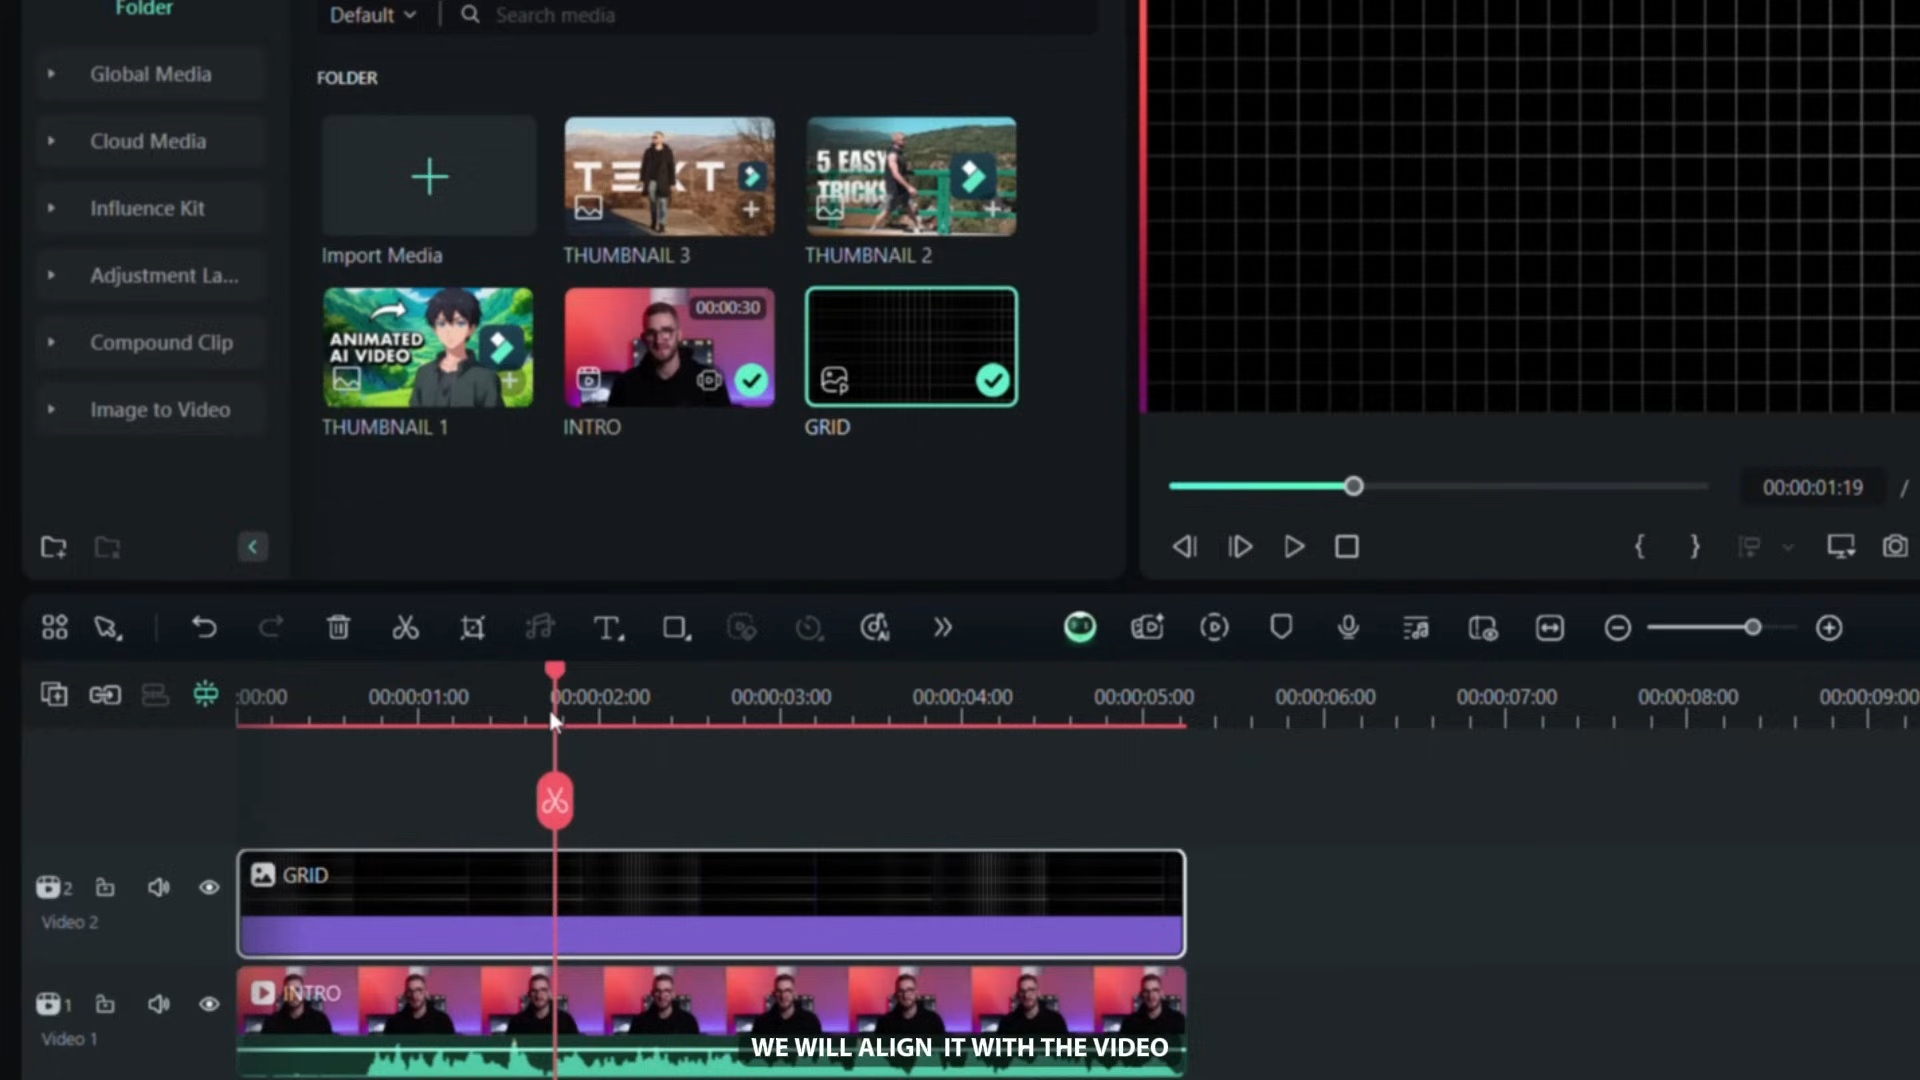 Folder
Default
Search media
Global Media
FOLDER
Cloud Media
TEXT
5 EASY
TRICKS
Influence Kit
Import Media
THUMBNAIL 3
THUMBNAIL 2
Adjustment La...
00:00:30
Compound Clip
ANIMATED
AI VIDEO
Image to Video
THUMBNAIL 1
INTRO
GRID
00:00:01:19
/
:00:00
00:00:01:00
00:00:02:00
00:00:03:00
00:00:04:00
00:00:05:00
00:00:06:00
00:00:07:00
00:00:08:00
00:00:09:00
GRID
2
Video 2
INTRO
1
Video 1
WE WILL ALIGN IT WITH THE VIDEO